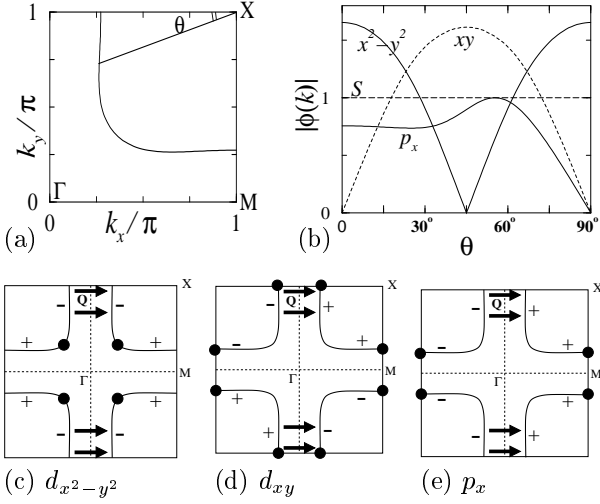 1
θ
X
k_y/π
0
Γ
M
0
k_x/π
1
(a)
|ϕ(k)|
1
0
x²−y²
xy
S
p_x
0
30°
60°
90°
θ
(b)
X
Q
- -
+ +
Γ
M
+ +
- -
(c) d_{x²−y²}
X
Q
- +
- +
Γ
M
+ -
+ -
(d) d_{xy}
X
Q
- +
Γ
M
- +
(e) p_x